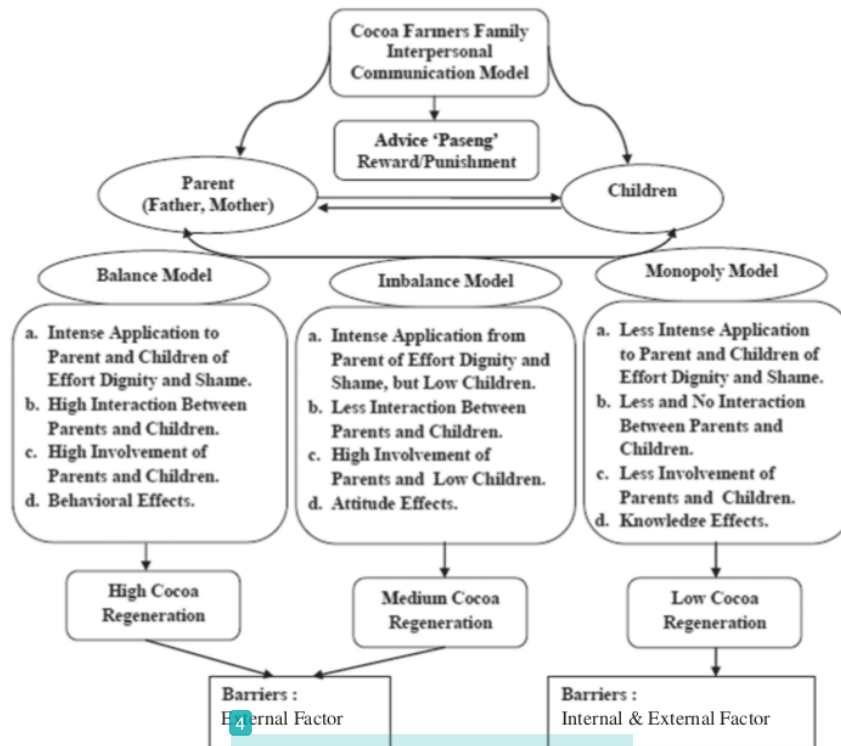 Cocoa Farmers Family
Interpersonal
Communication Model
Advice ‘Paseng’
Reward/Punishment
Parent
(Father, Mother)
Children
Balance Model
a. Intense Application to
Parent and Children of
Effort Dignity and Shame.
b. High Interaction Between
Parents and Children.
c. High Involvement of
Parents and Children.
d. Behavioral Effects.
High Cocoa
Regeneration
Imbalance Model
a. Intense Application from
Parent of Effort Dignity and
Shame, but Low Children.
b. Less Interaction Between
Parents and Children.
c. High Involvement of
Parents and Low Children.
d. Attitude Effects.
Medium Cocoa
Regeneration
Monopoly Model
a. Less Intense Application
to Parent and Children of
Effort Dignity and Shame.
b. Less and No Interaction
Between Parents and
Children.
c. Less Involvement of
Parents and Children.
d. Knowledge Effects.
Low Cocoa
Regeneration
Barriers :
External Factor
4
Barriers :
Internal & External Factor